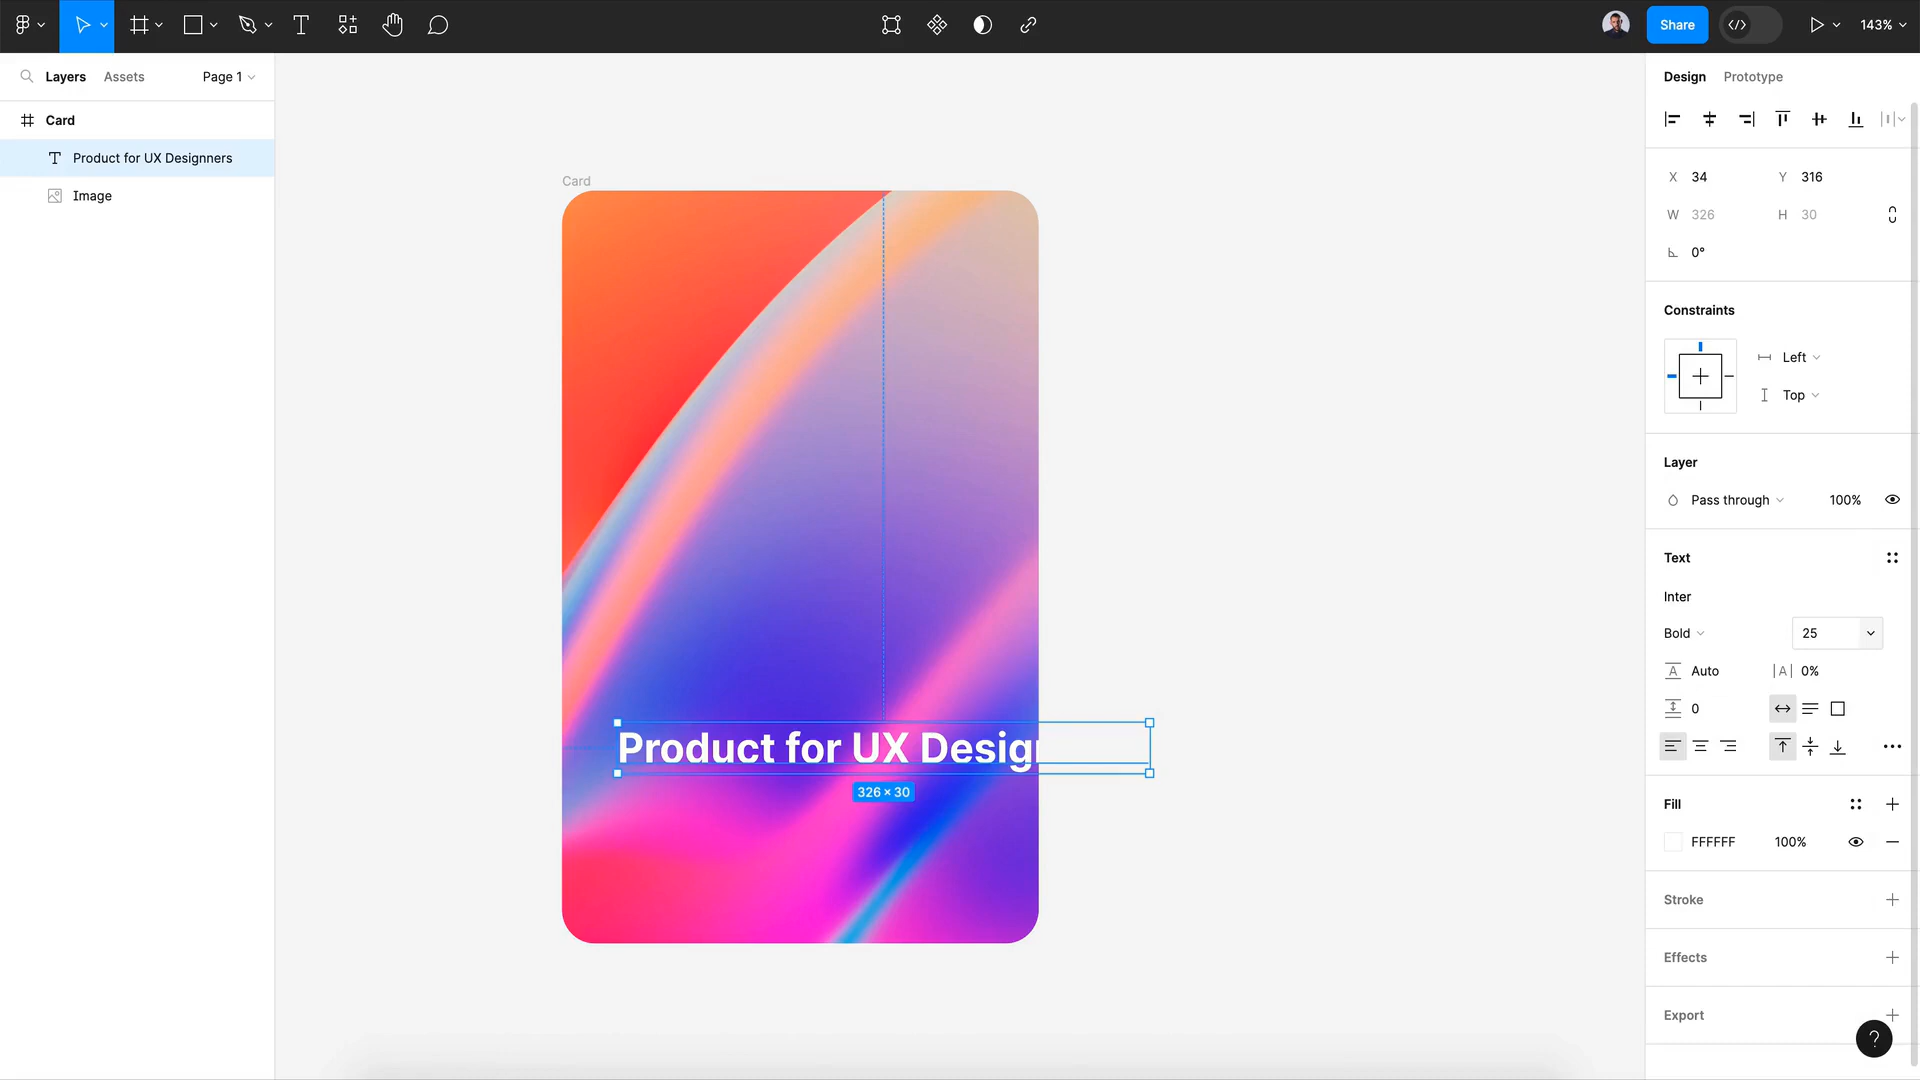 Share
143%
Layers
Assets
Page 1
Card
Product for UX Designners
Image
Card
Product for UX Design
326 × 30
Design
Prototype
X 34
Y 316
W 326
H 30
0°
Constraints
Left
Top
Layer
Pass through
100%
Text
Inter
Bold
25
Auto
|A| 0%
0
Fill
FFFFFF
100%
Stroke
Effects
Export
?